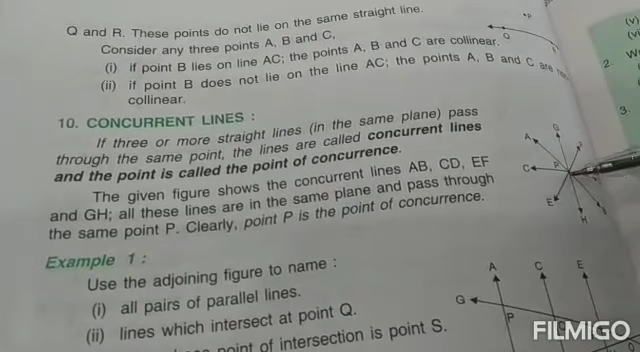 Q and R. These points do not lie on the same straight line.
Consider any three points A, B and C,
(i) if point B lies on line AC; the points A, B and C are collinear.
(ii) if point B does not lie on the line AC; the points A, B and C are non
collinear.
10. CONCURRENT LINES :
If three or more straight lines (in the same plane) pass
through the same point, the lines are called concurrent lines
and the point is called the point of concurrence.
The given figure shows the concurrent lines AB, CD, EF
and GH; all these lines are in the same plane and pass through
the same point P. Clearly, point P is the point of concurrence.
Example 1 :
Use the adjoining figure to name :
(i) all pairs of parallel lines.
(ii) lines which intersect at point Q.
point of intersection is point S.
P
Q
G
A
F
C
P
E
H
A
C
E
G
P
(v)
(vi
2.
3.
FILMIGO